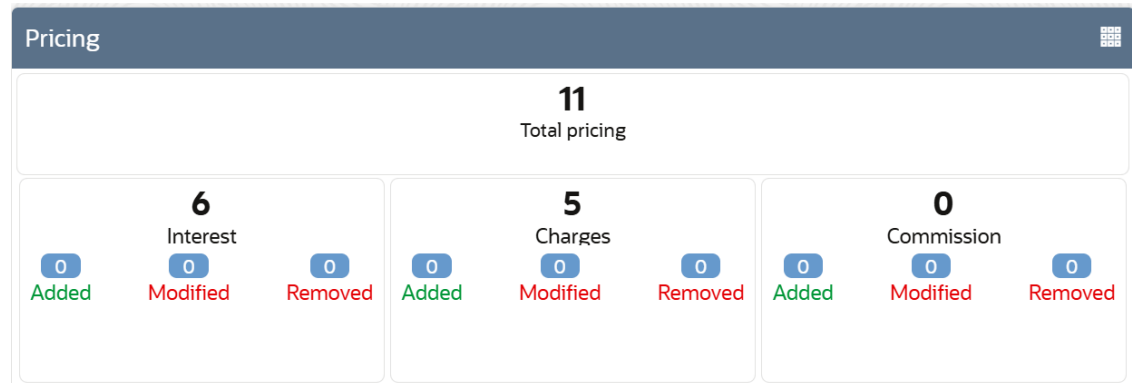 Pricing
11
Total pricing
6
Interest
0 0 0
Added Modified Removed
5
Charges
0 0 0
Added Modified Removed
0
Commission
0 0 0
Added Modified Removed